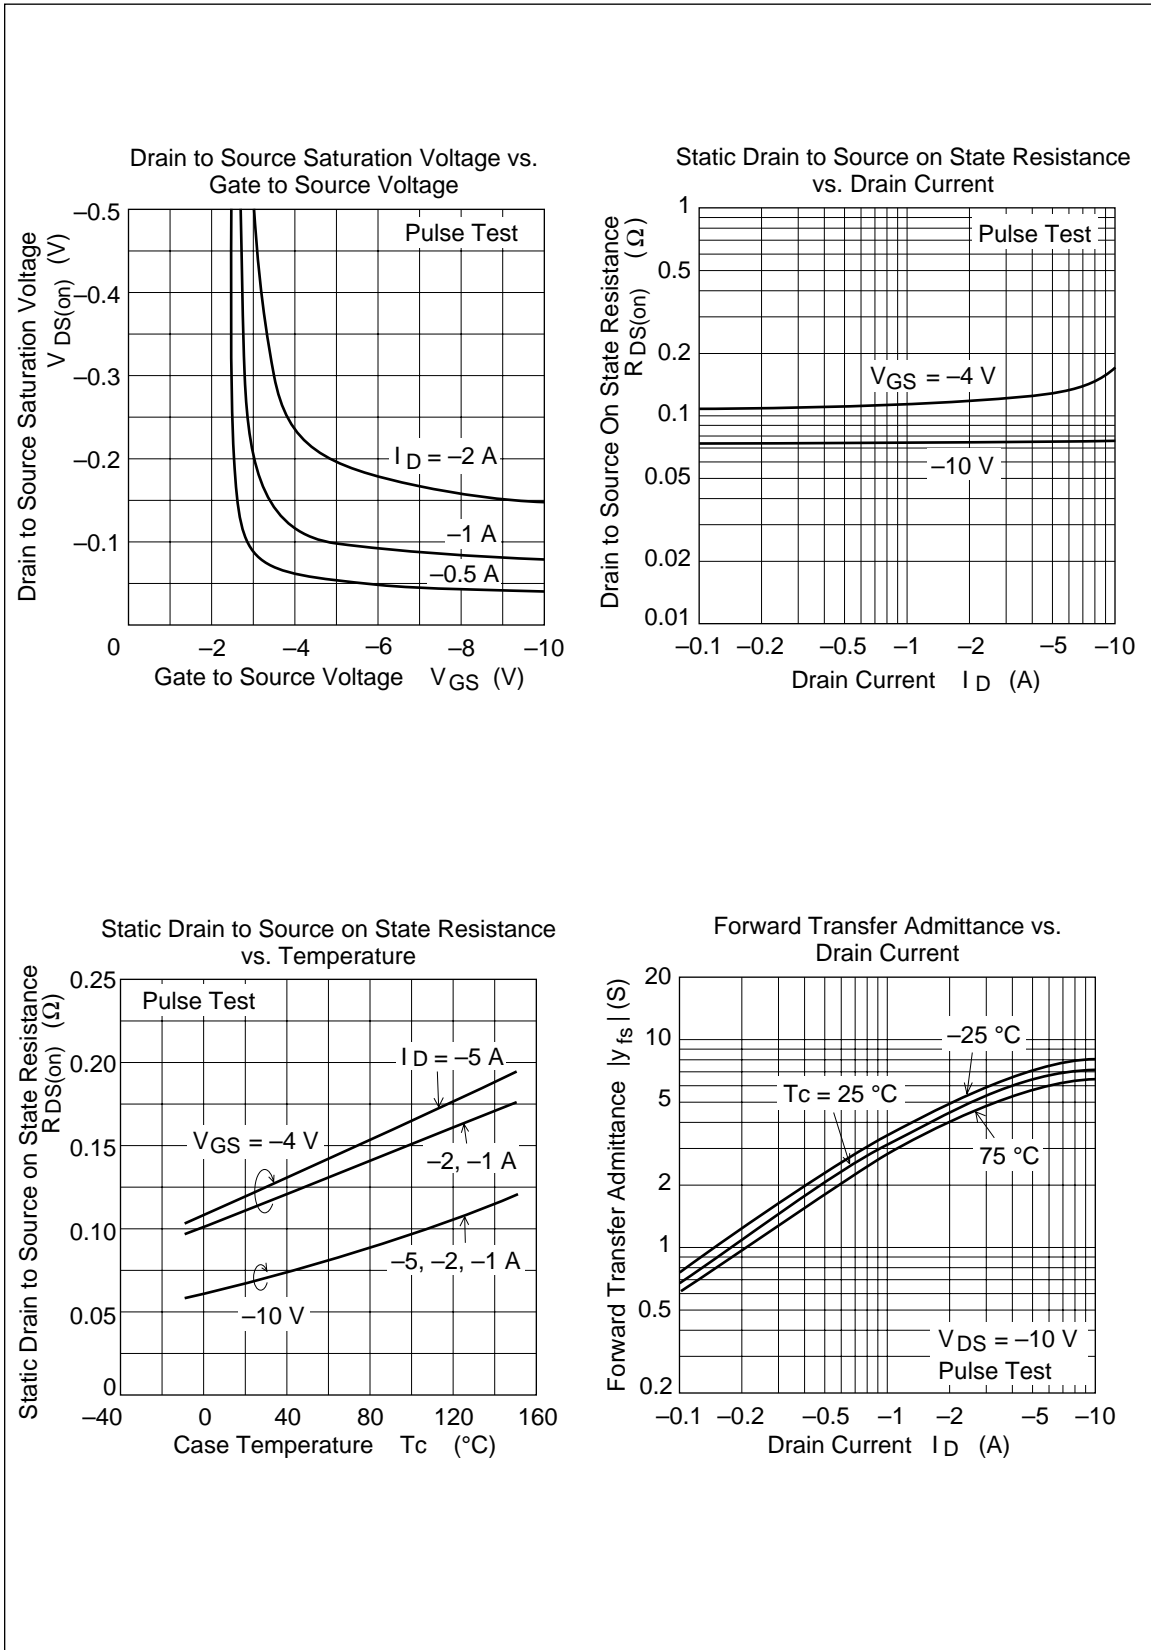 Drain to Source Saturation Voltage vs.
Gate to Source Voltage
Drain to Source Saturation Voltage
V DS(on) (V)
–0.5
–0.4
–0.3
–0.2
–0.1
Pulse Test
I D = –2 A
–1 A
–0.5 A
0
–2
–4
–6
–8
–10
Gate to Source Voltage V GS (V)
Static Drain to Source on State Resistance
vs. Drain Current
Drain to Source On State Resistance
R DS(on) (Ω)
1
0.5
0.2
0.1
0.05
0.02
0.01
Pulse Test
VGS = –4 V
–10 V
–0.1
–0.2
–0.5
–1
–2
–5
–10
Drain Current I D (A)
Static Drain to Source on State Resistance
vs. Temperature
Static Drain to Source on State Resistance
R DS(on) (Ω)
0.25
0.20
0.15
0.10
0.05
0
Pulse Test
I D = –5 A
VGS = –4 V
–2, –1 A
–5, –2, –1 A
–10 V
–40
0
40
80
120
160
Case Temperature Tc (°C)
Forward Transfer Admittance vs.
Drain Current
Forward Transfer Admittance |y fs | (S)
20
10
5
2
1
0.5
0.2
–25 °C
Tc = 25 °C
75 °C
V DS = –10 V
Pulse Test
–0.1
–0.2
–0.5
–1
–2
–5
–10
Drain Current I D (A)